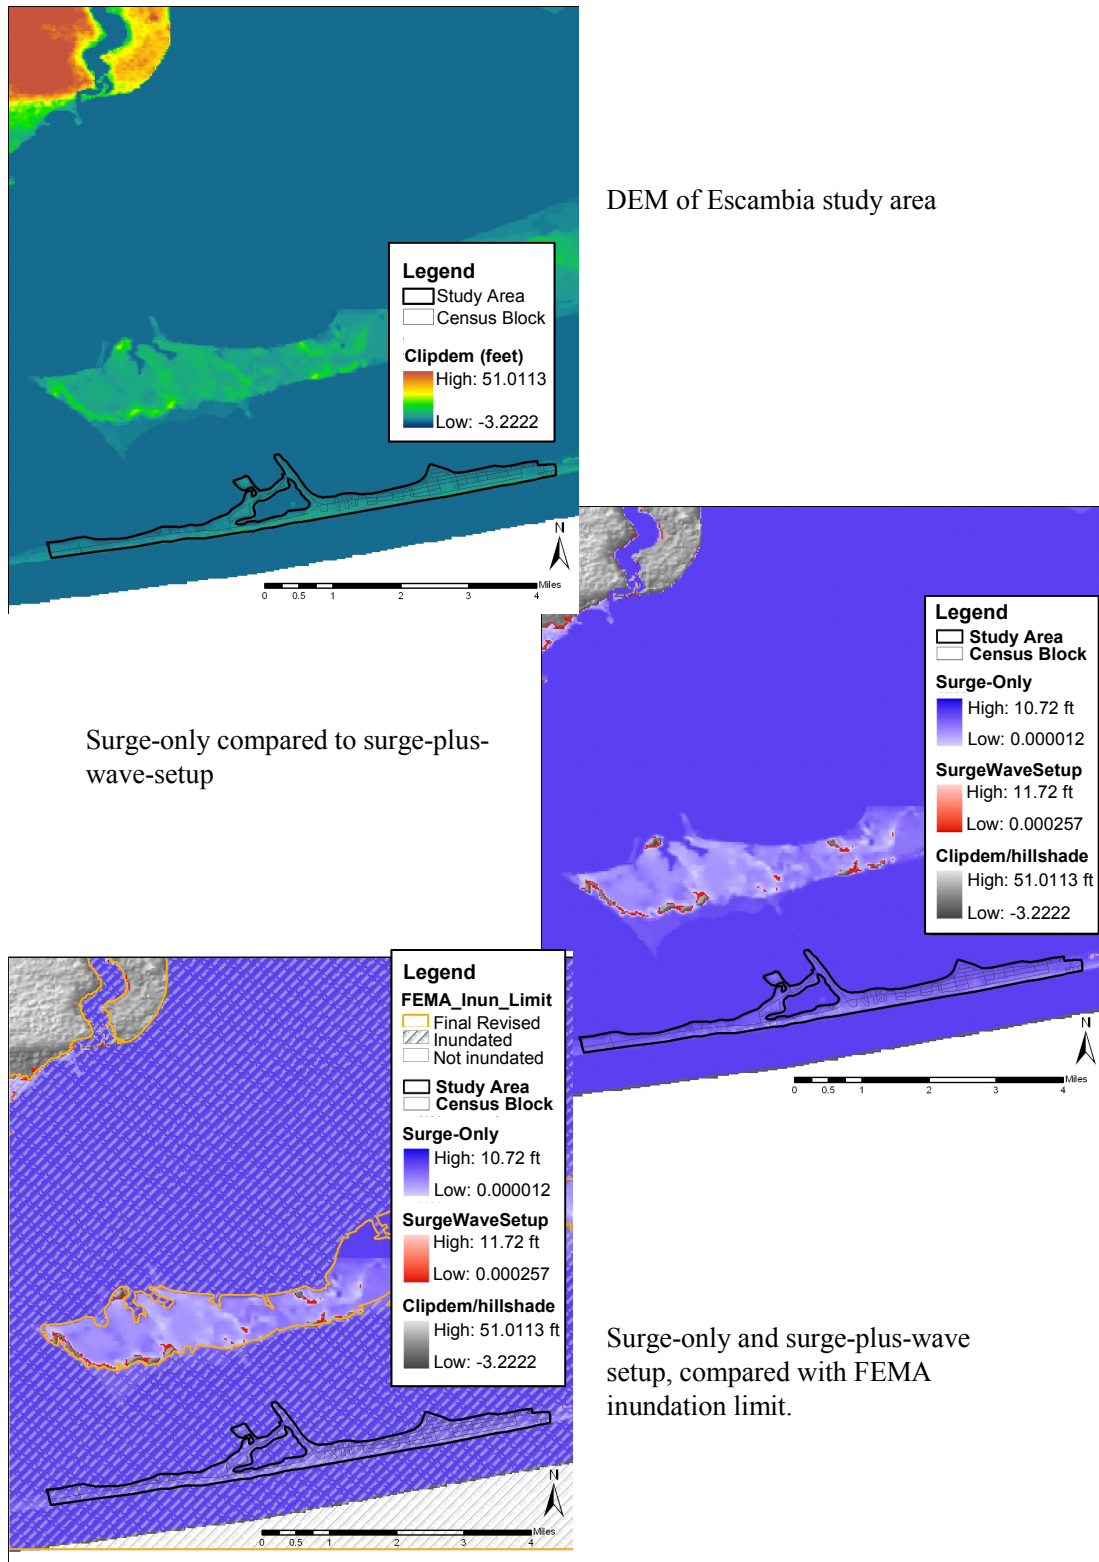 DEM of Escambia study area
Legend
Study Area
Census Block
Clipdem (feet)
High: 51.0113
Low: -3.2222
N
Miles
0 0.5 1 2 3 4
Surge-only compared to surge-plus-
wave-setup
Legend
Study Area
Census Block
Surge-Only
High: 10.72 ft
Low: 0.000012
SurgeWaveSetup
High: 11.72 ft
Low: 0.000257
Clipdem/hillshade
High: 51.0113 ft
Low: -3.2222
N
Miles
0 0.5 1 2 3 4
Legend
FEMA_Inun_Limit
Final Revised
Inundated
Not inundated
Study Area
Census Block
Surge-Only
High: 10.72 ft
Low: 0.000012
SurgeWaveSetup
High: 11.72 ft
Low: 0.000257
Clipdem/hillshade
High: 51.0113 ft
Low: -3.2222
N
Miles
0 0.5 1 2 3 4
Surge-only and surge-plus-wave
setup, compared with FEMA
inundation limit.